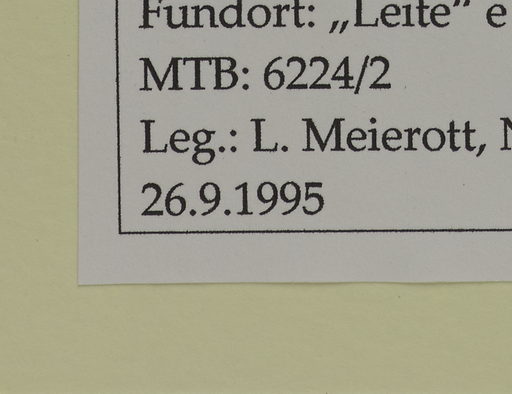 Fundort: „Leite“ e
MTB: 6224/2
Leg.: L. Meierott, N
26.9.1995